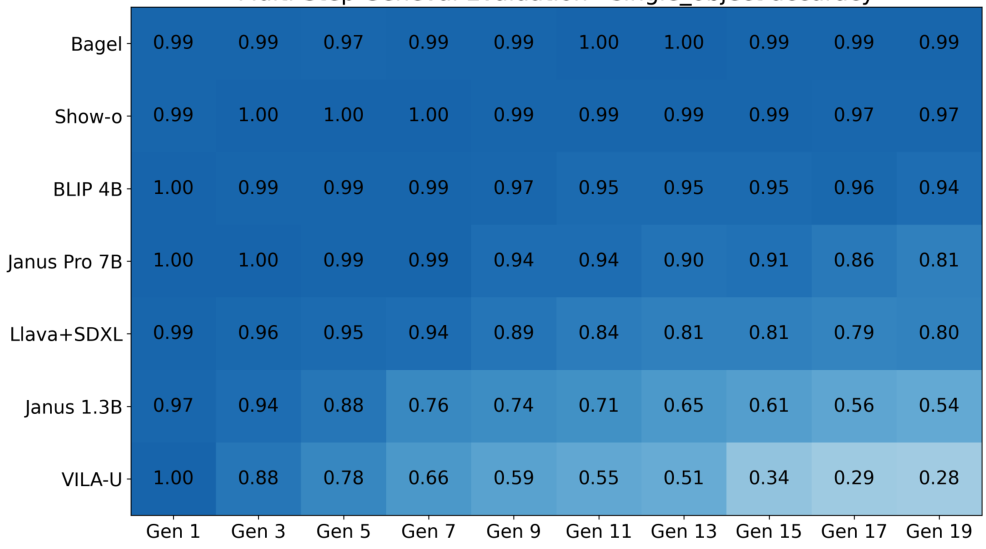 Bagel 0.99 0.99 0.97 0.99 0.99 1.00 1.00 0.99 0.99 0.99
Show-o 0.99 1.00 1.00 1.00 0.99 0.99 0.99 0.99 0.97 0.97
BLIP 4B 1.00 0.99 0.99 0.99 0.97 0.95 0.95 0.95 0.96 0.94
Janus Pro 7B 1.00 1.00 0.99 0.99 0.94 0.94 0.90 0.91 0.86 0.81
Llava+SDXL 0.99 0.96 0.95 0.94 0.89 0.84 0.81 0.81 0.79 0.80
Janus 1.3B 0.97 0.94 0.88 0.76 0.74 0.71 0.65 0.61 0.56 0.54
VILA-U 1.00 0.88 0.78 0.66 0.59 0.55 0.51 0.34 0.29 0.28
Gen 1 Gen 3 Gen 5 Gen 7 Gen 9 Gen 11 Gen 13 Gen 15 Gen 17 Gen 19